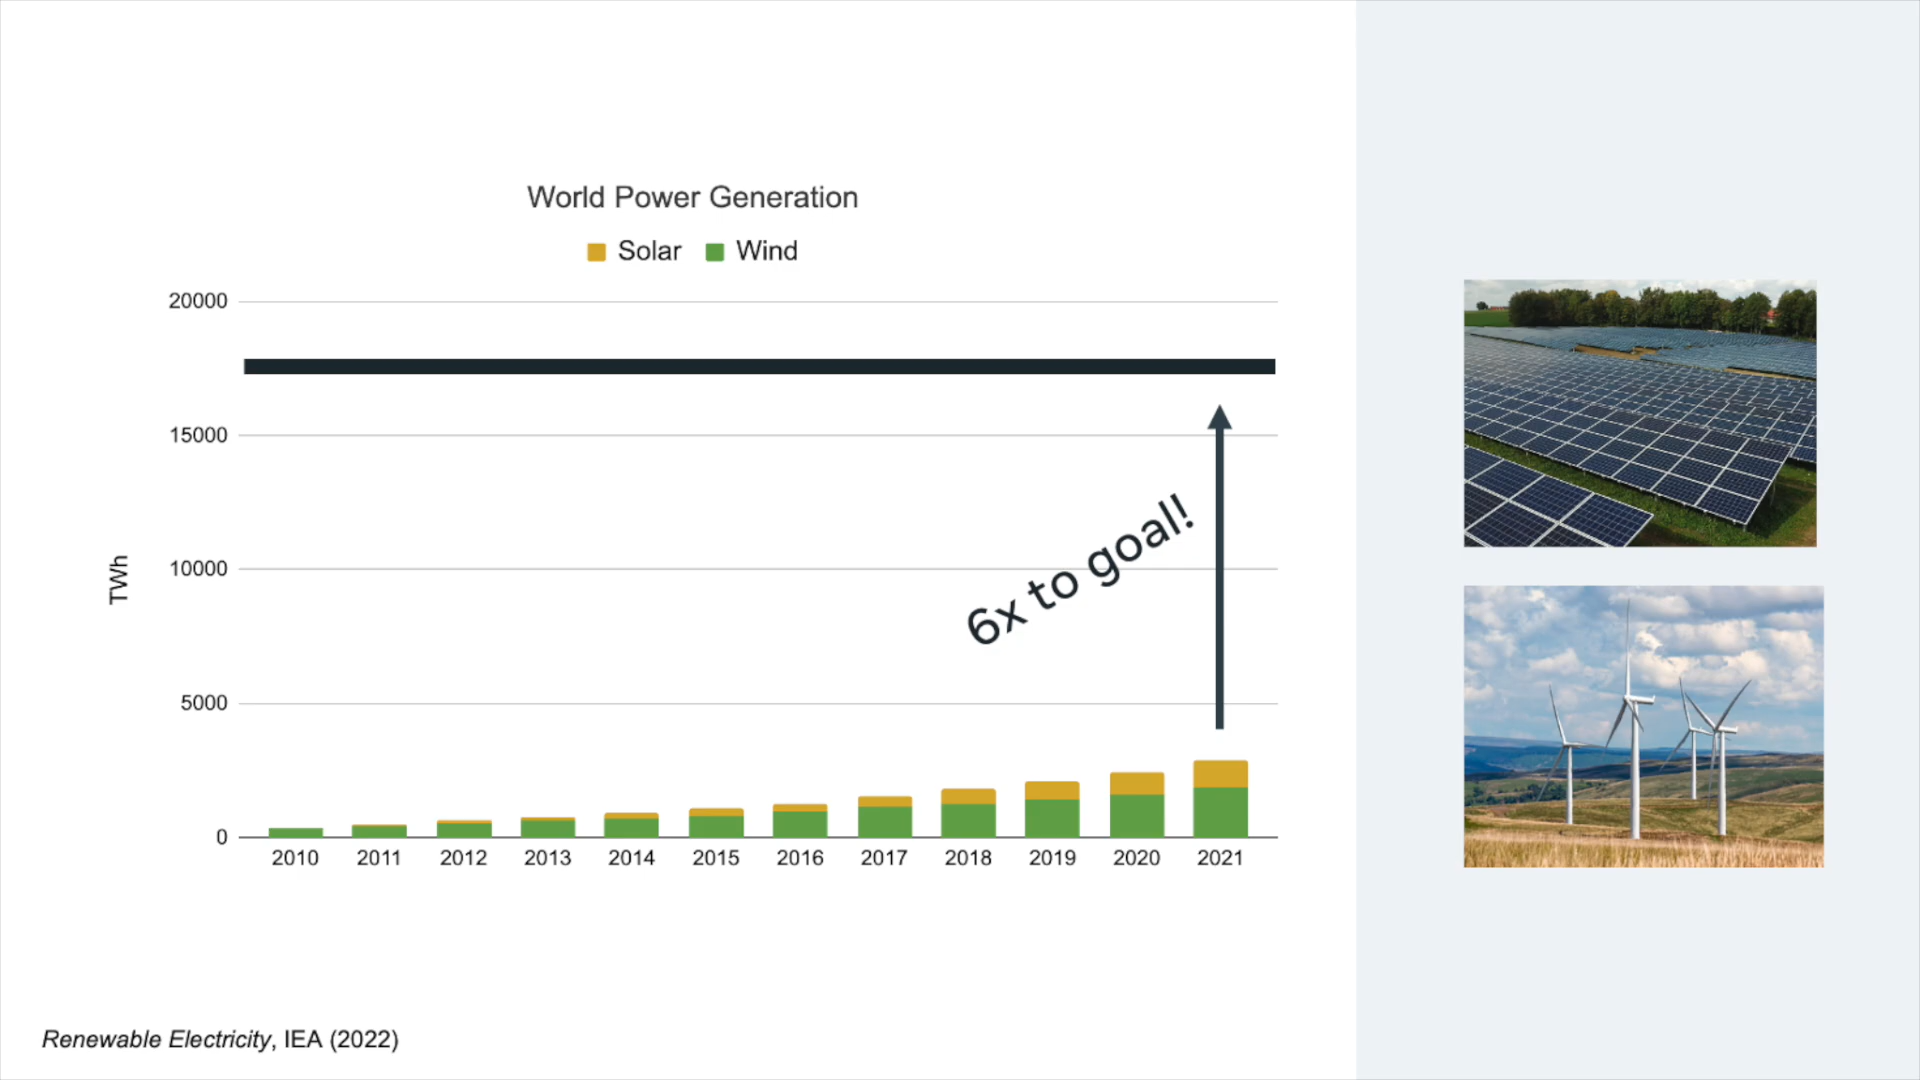 World Power Generation
Solar Wind
20000
15000
10000
5000
0
TWh
6x to goal!
2010 2011 2012 2013 2014 2015 2016 2017 2018 2019 2020 2021
Renewable Electricity, IEA (2022)